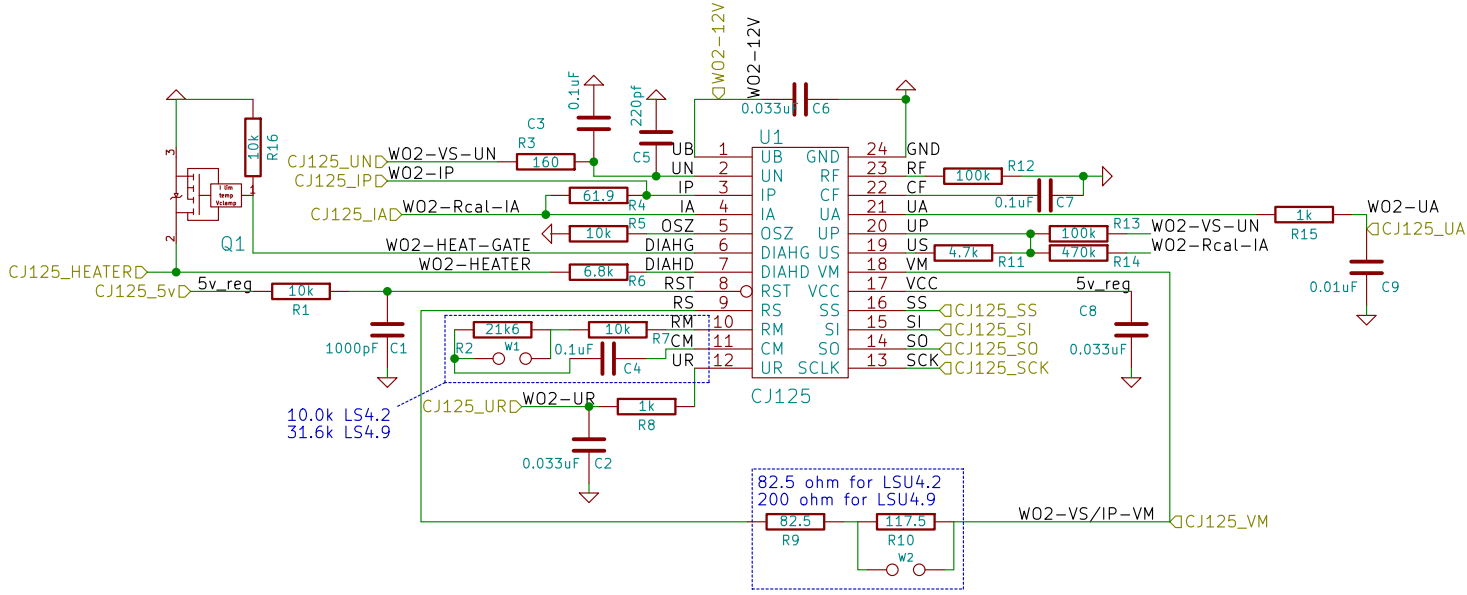 WO2-12V
WO2-12V
0.1uF
220pf
0.033uF
C6
C3
R3
C5
U1
3
10k
R16
CJ125_UN
WO2-VS-UN
160
CJ125_IP
WO2-IP
CJ125_IA
WO2-Rcal-IA
61.9
R4
R5
10k
I lim
temp
Vclamp
1
2
Q1
WO2-HEAT-GATE
CJ125_HEATER
WO2-HEATER
6.8k
R6
CJ125_5v
5v_reg
10k
R1
1000pF
C1
UB
1
UB
GND
24
GND
UN
2
UN
RF
23
RF
IP
3
IP
CF
22
CF
IA
4
IA
UA
21
UA
OSZ
5
OSZ
UP
20
UP
DIAHG
6
DIAHG
US
19
US
DIAHD
7
DIAHD
VM
18
VM
RST
8
RST
VCC
17
VCC
RS
9
RS
SS
16
SS
RM
10
RM
SI
15
SI
CM
11
CM
SO
14
SO
UR
12
UR
SCLK
13
SCK
CJ125
R12
100k
0.1uF
C7
R13
100k
WO2-VS-UN
4.7k
R11
470k
R14
WO2-Rcal-IA
1k
R15
WO2-UA
CJ125_UA
0.01uF
C9
5v_reg
C8
0.033uF
CJ125_SS
CJ125_SI
CJ125_SO
CJ125_SCK
21k6
R2
W1
10k
R7
0.1uF
C4
10.0k LS4.2
31.6k LS4.9
CJ125_UR
WO2-UR
1k
R8
0.033uF
C2
82.5 ohm for LSU4.2
200 ohm for LSU4.9
82.5
R9
117.5
R10
W2
WO2-VS/IP-VM
CJ125_VM